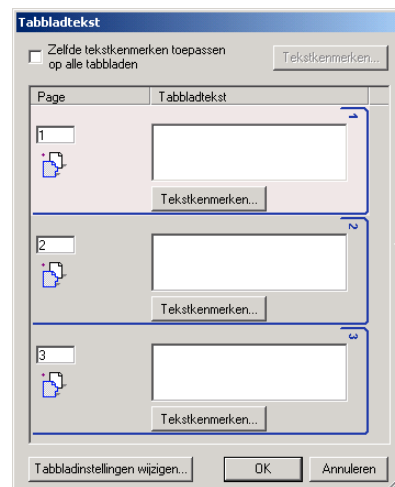 Tabbladtekst
Zelfde tekstkenmerken toepassen
op alle tabbladen
Tekstkenmerken...
Page Tabbladtekst
1
1
Tekstkenmerken...
2
2
Tekstkenmerken...
3
3
Tekstkenmerken...
Tabbladinstellingen wijzigen... OK Annuleren